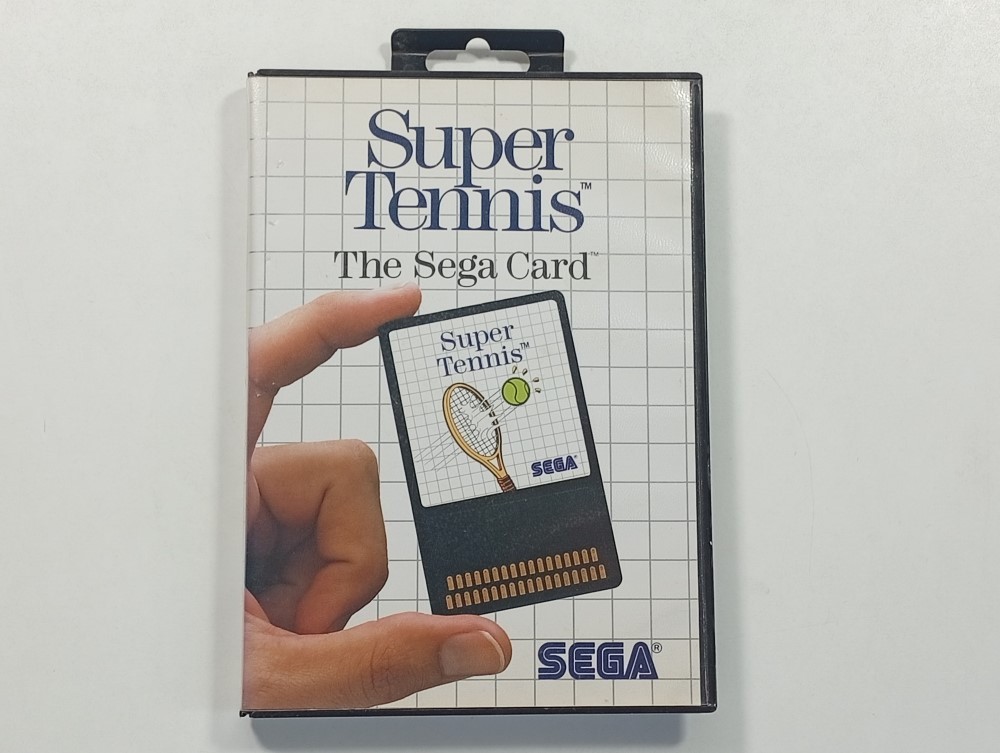 Super
Tennis™
The Sega Card™
Super
Tennis™
SEGA®
SEGA®